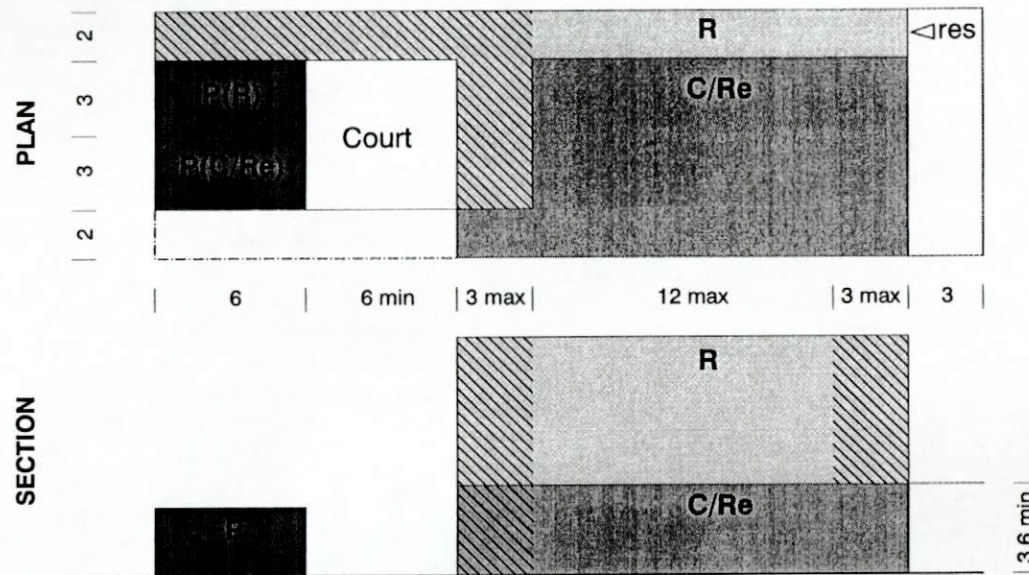 PLAN
2
3
3
2
R
◁res
P(R)
C/Re
Court
P(C/Re)
6
6 min
3 max
12 max
3 max
3
SECTION
R
C/Re
P
3.6 min